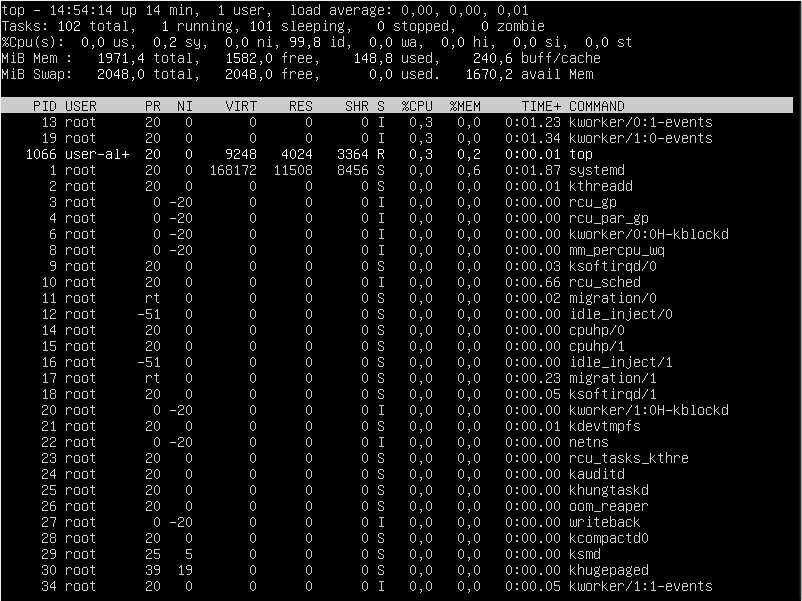 top - 14:54:14 up 14 min,  1 user,  load average: 0,00, 0,00, 0,01
Tasks: 102 total,   1 running, 101 sleeping,   0 stopped,   0 zombie
%Cpu(s):  0,0 us,  0,2 sy,  0,0 ni, 99,8 id,  0,0 wa,  0,0 hi,  0,0 si,  0,0 st
MiB Mem :   1971,4 total,   1582,0 free,    148,8 used,    240,6 buff/cache
MiB Swap:   2048,0 total,   2048,0 free,      0,0 used.   1670,2 avail Mem
PID USER      PR  NI    VIRT    RES    SHR S  %CPU  %MEM     TIME+ COMMAND
13 root      20   0       0      0      0 I   0,3   0,0   0:01.23 kworker/0:1-events
19 root      20   0       0      0      0 I   0,3   0,0   0:01.34 kworker/1:0-events
1066 user-al+  20   0    9248   4024   3364 R   0,3   0,2   0:00.01 top
1 root      20   0  168172  11508   8456 S   0,0   0,6   0:01.87 systemd
2 root      20   0       0      0      0 S   0,0   0,0   0:00.01 kthreadd
3 root       0 -20       0      0      0 I   0,0   0,0   0:00.00 rcu_gp
4 root       0 -20       0      0      0 I   0,0   0,0   0:00.00 rcu_par_gp
6 root       0 -20       0      0      0 I   0,0   0,0   0:00.00 kworker/0:0H-kblockd
8 root       0 -20       0      0      0 I   0,0   0,0   0:00.00 mm_percpu_wq
9 root      20   0       0      0      0 S   0,0   0,0   0:00.03 ksoftirqd/0
10 root      20   0       0      0      0 I   0,0   0,0   0:00.66 rcu_sched
11 root      rt   0       0      0      0 S   0,0   0,0   0:00.02 migration/0
12 root     -51   0       0      0      0 S   0,0   0,0   0:00.00 idle_inject/0
14 root      20   0       0      0      0 S   0,0   0,0   0:00.00 cpuhp/0
15 root      20   0       0      0      0 S   0,0   0,0   0:00.00 cpuhp/1
16 root     -51   0       0      0      0 S   0,0   0,0   0:00.00 idle_inject/1
17 root      rt   0       0      0      0 S   0,0   0,0   0:00.23 migration/1
18 root      20   0       0      0      0 S   0,0   0,0   0:00.05 ksoftirqd/1
20 root       0 -20       0      0      0 I   0,0   0,0   0:00.00 kworker/1:0H-kblockd
21 root      20   0       0      0      0 S   0,0   0,0   0:00.01 kdevtmpfs
22 root       0 -20       0      0      0 I   0,0   0,0   0:00.00 netns
23 root      20   0       0      0      0 S   0,0   0,0   0:00.00 rcu_tasks_kthre
24 root      20   0       0      0      0 S   0,0   0,0   0:00.00 kauditd
25 root      20   0       0      0      0 S   0,0   0,0   0:00.00 khungtaskd
26 root      20   0       0      0      0 S   0,0   0,0   0:00.00 oom_reaper
27 root       0 -20       0      0      0 I   0,0   0,0   0:00.00 writeback
28 root      20   0       0      0      0 S   0,0   0,0   0:00.00 kcompactd0
29 root      25   5       0      0      0 S   0,0   0,0   0:00.00 ksmd
30 root      39  19       0      0      0 S   0,0   0,0   0:00.00 khugepaged
34 root      20   0       0      0      0 I   0,0   0,0   0:00.05 kworker/1:1-events